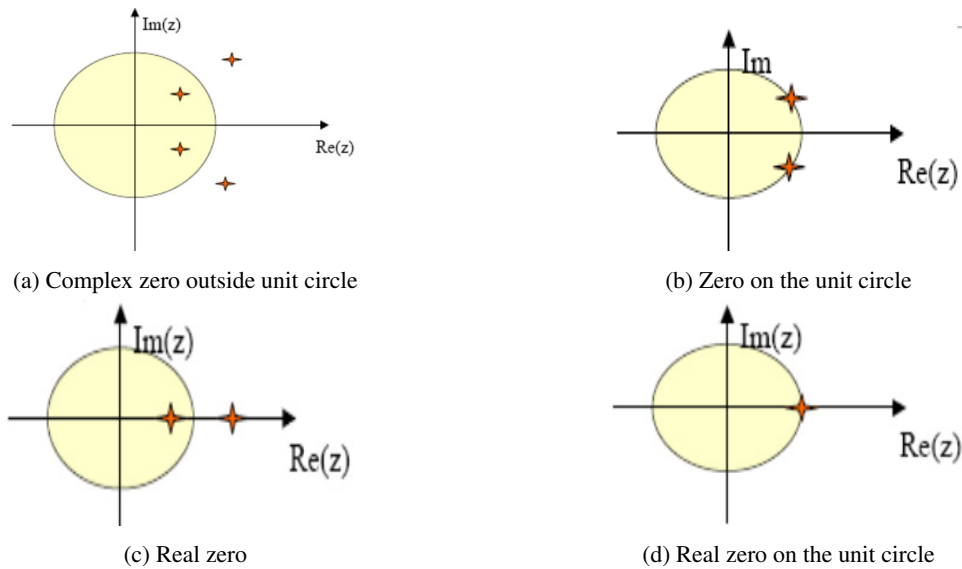 Im(z)
Re(z)
(a) Complex zero outside unit circle
Im
Re(z)
(b) Zero on the unit circle
Im(z)
Re(z)
(c) Real zero
Im(z)
Re(z)
(d) Real zero on the unit circle